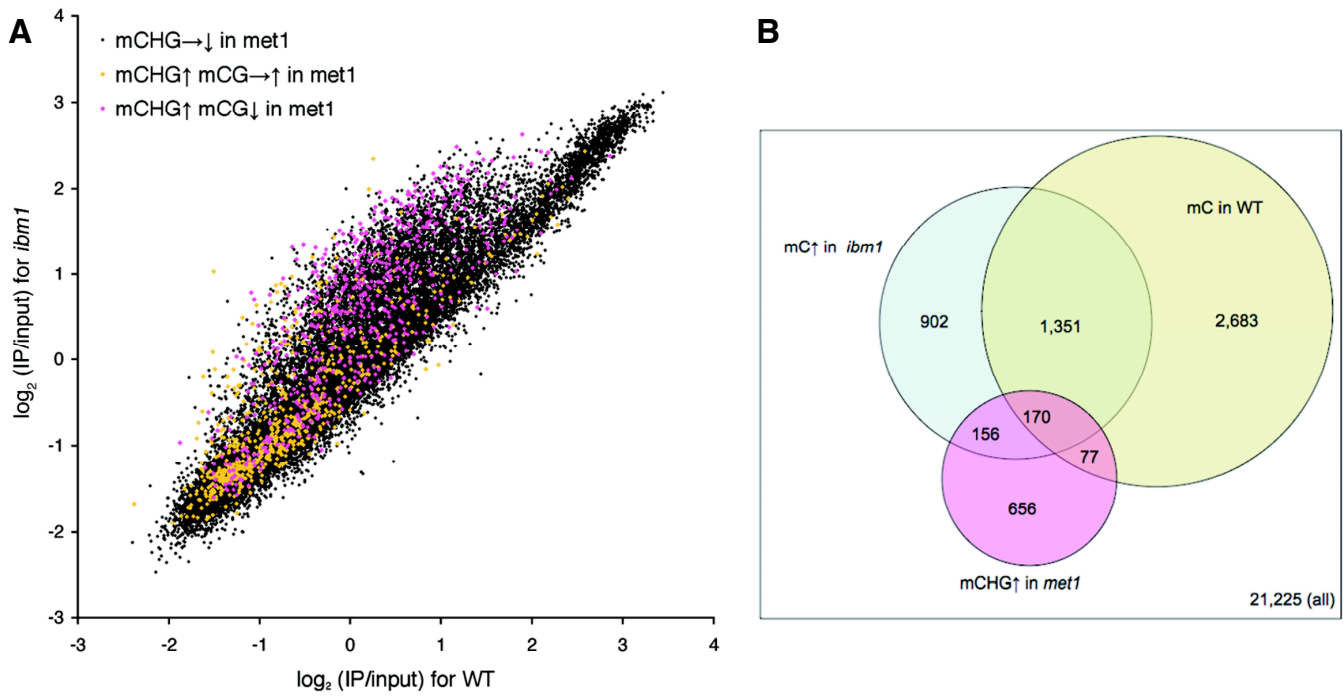 A
4
3
2
1
0
-1
-2
-3
-3 -2 -1 0 1 2 3 4
log₂ (IP/input) for ibm1
log₂ (IP/input) for WT
mCHG→↓ in met1
mCHG↑ mCG→↑ in met1
mCHG↑ mCG↓ in met1
B
mC in WT
mC↑ in ibm1
902 1,351 2,683
170
156
77
656
mCHG↑ in met1
21,225 (all)